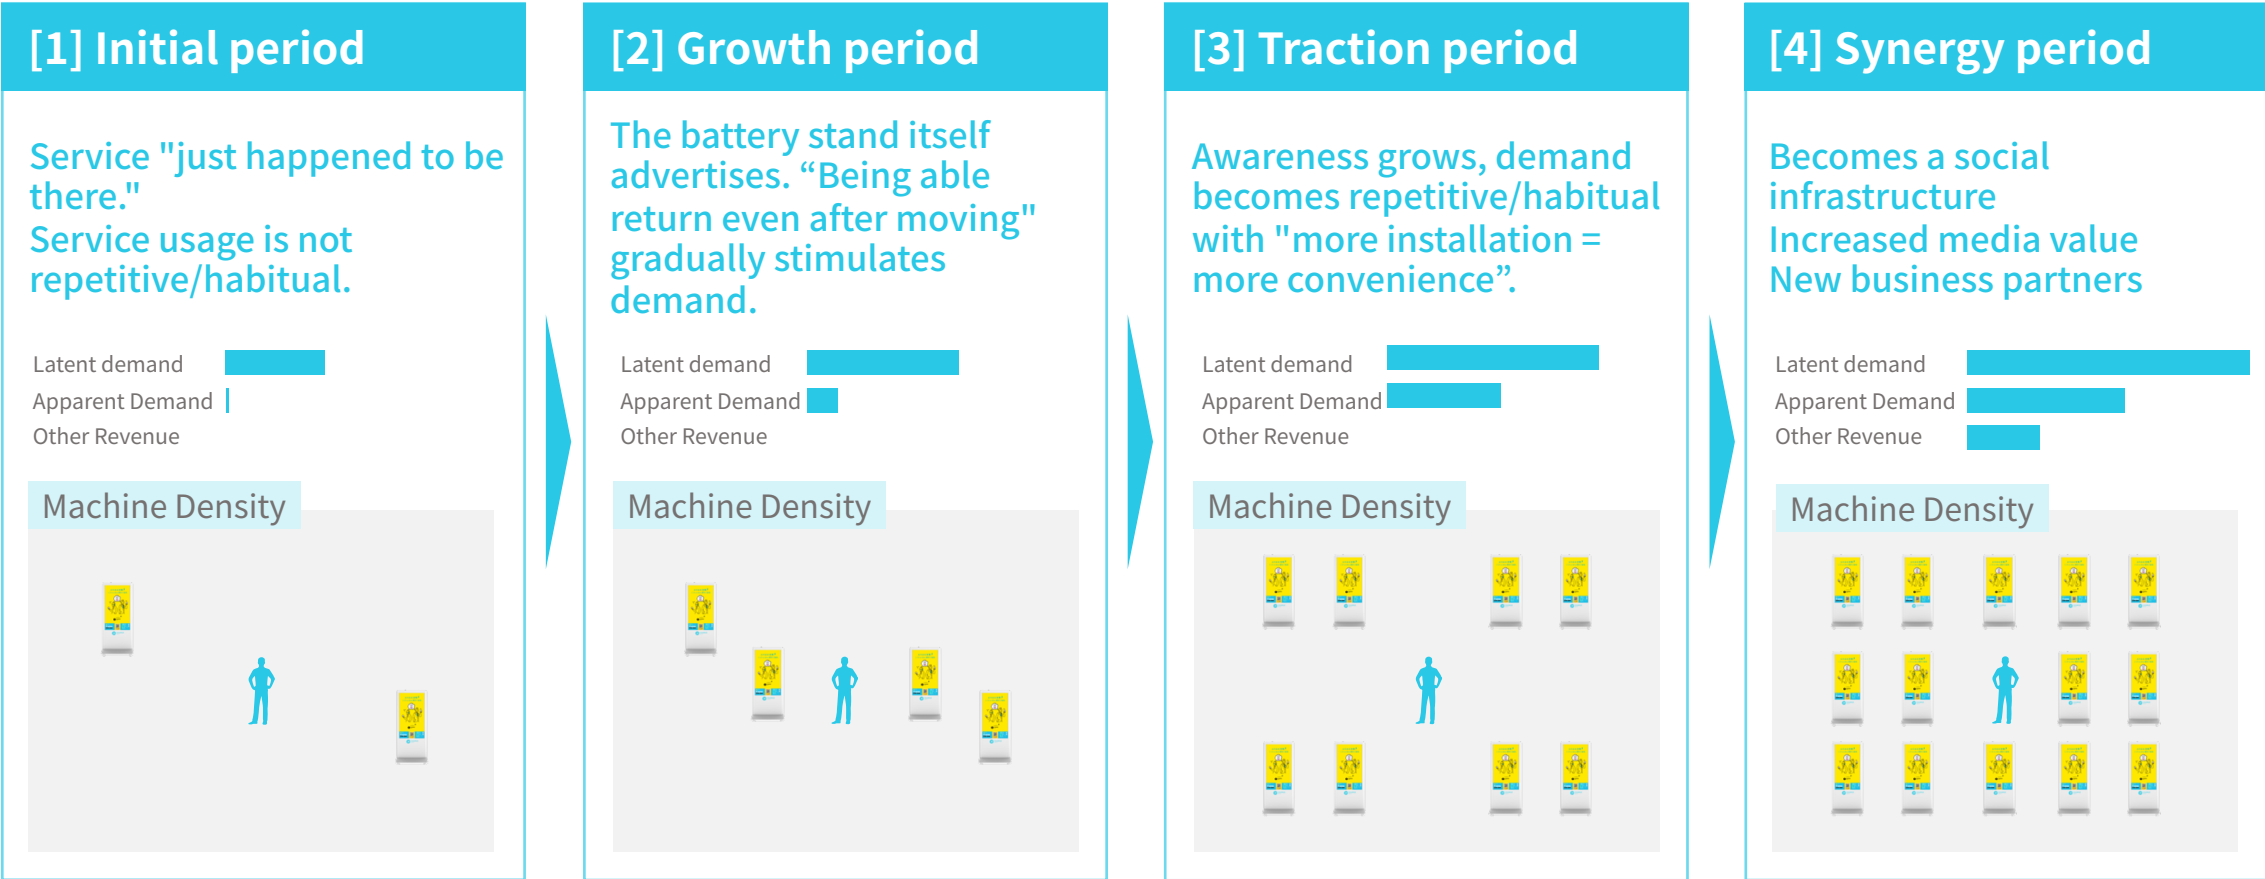 [1] Initial period
Service "just happened to be
there."
Service usage is not
repetitive/habitual.
Latent demand
Apparent Demand
Other Revenue
Machine Density
[2] Growth period
The battery stand itself
advertises. “Being able
return even after moving"
gradually stimulates
demand.
Latent demand
Apparent Demand
Other Revenue
Machine Density
[3] Traction period
Awareness grows, demand
becomes repetitive/habitual
with "more installation =
more convenience”.
Latent demand
Apparent Demand
Other Revenue
Machine Density
[4] Synergy period
Becomes a social
infrastructure
Increased media value
New business partners
Latent demand
Apparent Demand
Other Revenue
Machine Density